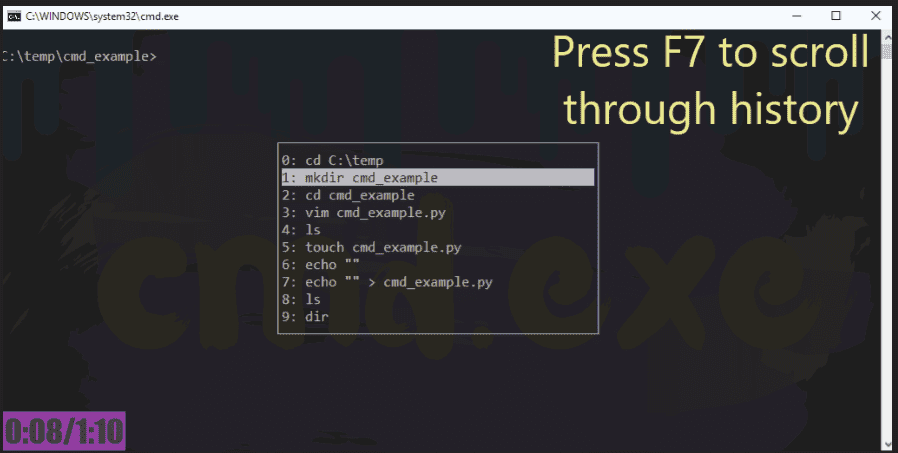 C:\WINDOWS\system32\cmd.exe
Press F7 to scroll
through history
C:\temp\cmd_example>
0: cd C:\temp
1: mkdir cmd_example
2: cd cmd_example
3: vim cmd_example.py
4: ls
5: touch cmd_example.py
6: echo ""
7: echo "" > cmd_example.py
8: ls
9: dir
cmd.exe
0:08/1:10